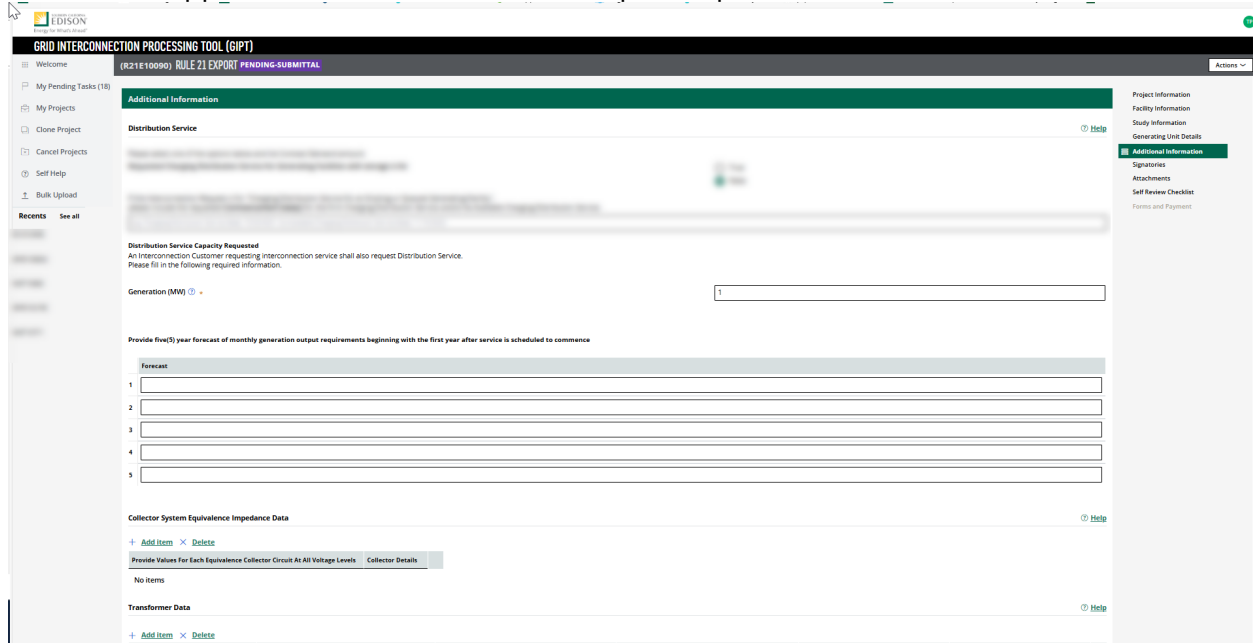 SOUTHERN CALIFORNIA
EDISON
Energy for What's Ahead
GRID INTERCONNECTION PROCESSING TOOL (GIPT)
Welcome
My Pending Tasks (18)
My Projects
Clone Project
Cancel Projects
Self Help
Bulk Upload
Recents See all
(R21E10090) RULE 21 EXPORT PENDING-SUBMITTAL
Actions
Additional Information
Distribution Service
Help
Distribution Service Capacity Requested
An Interconnection Customer requesting interconnection service shall also request Distribution Service.
Please fill in the following required information.
Generation (MW) 1
Provide five(5) year forecast of monthly generation output requirements beginning with the first year after service is scheduled to commence
Forecast
1
2
3
4
5
Collector System Equivalence Impedance Data
Help
+ Add item × Delete
Provide Values For Each Equivalence Collector Circuit At All Voltage Levels Collector Details
No items
Transformer Data
Help
+ Add item × Delete
Project Information
Facility Information
Study Information
Generating Unit Details
Additional Information
Signatories
Attachments
Self Review Checklist
Forms and Payment